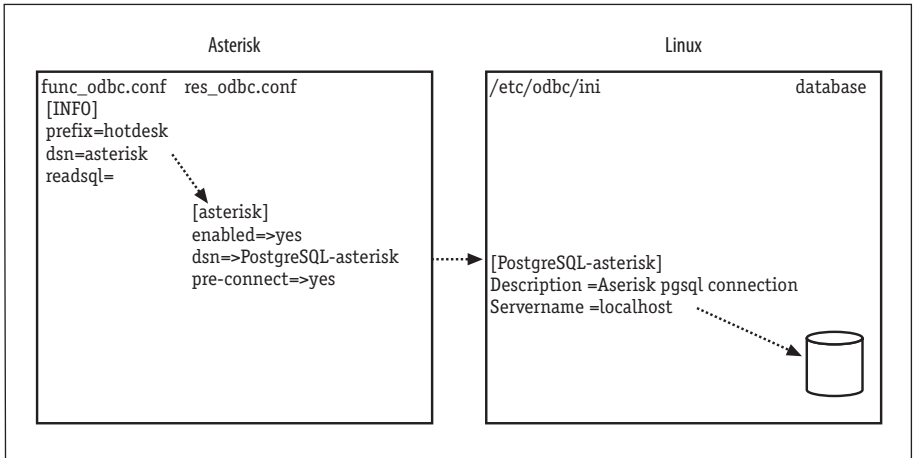 Asterisk
Linux
func_odbc.conf res_odbc.conf
[INFO]
prefix=hotdesk
dsn=asterisk
readsql=
[asterisk]
enabled=>yes
dsn=>PostgreSQL-asterisk
pre-connect=>yes
/etc/odbc/ini database
[PostgreSQL-asterisk]
Description =Aserisk pgsql connection
Servername =localhost